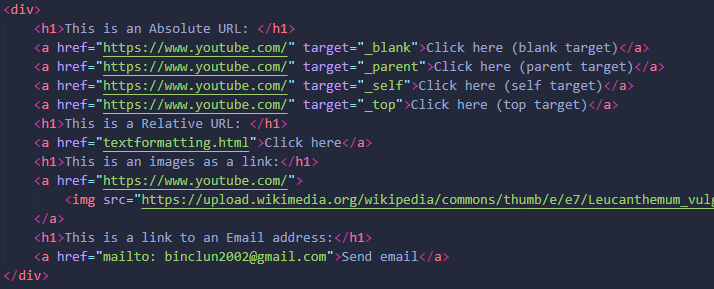 <div>
<h1>This is an Absolute URL: </h1>
<a href="https://www.youtube.com/" target="_blank">Click here (blank target)</a>
<a href="https://www.youtube.com/" target="_parent">Click here (parent target)</a>
<a href="https://www.youtube.com/" target="_self">Click here (self target)</a>
<a href="https://www.youtube.com/" target="_top">Click here (top target)</a>
<h1>This is a Relative URL: </h1>
<a href="textformatting.html">Click here</a>
<h1>This is an images as a link:</h1>
<a href="https://www.youtube.com/">
<img src="https://upload.wikimedia.org/wikipedia/commons/thumb/e/e7/Leucanthemum_vulg
</a>
<h1>This is a link to an Email address:</h1>
<a href="mailto: binclun2002@gmail.com">Send email</a>
</div>